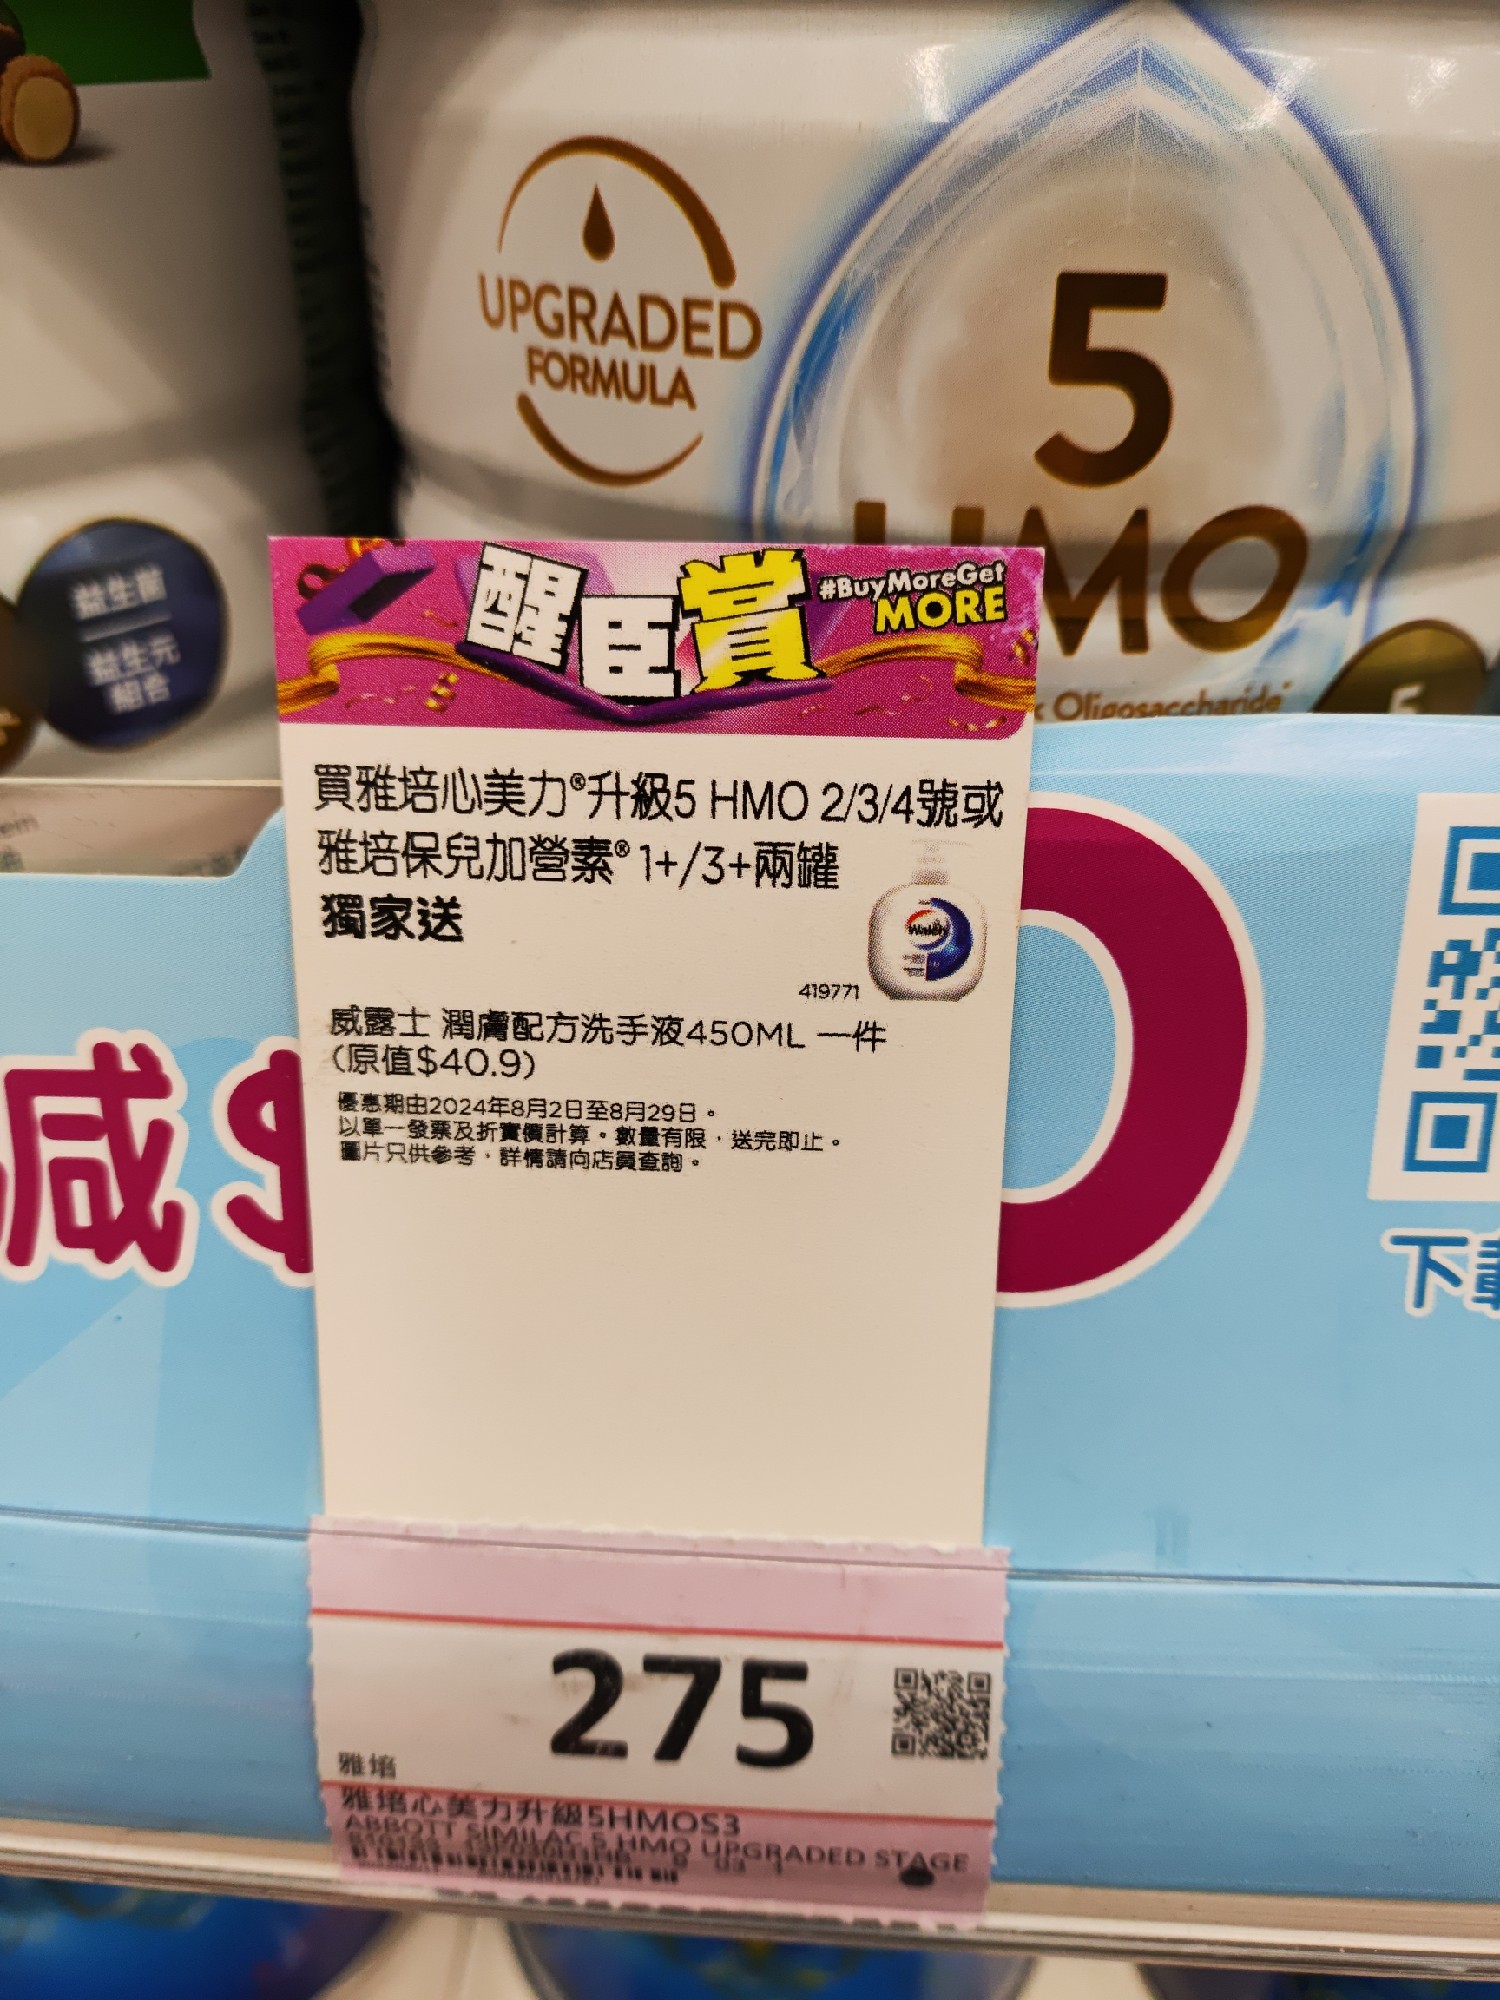 UPGRADED
FORMULA
5
HMO
Oligosaccharide
5
益生菌
益生元
組合
醒臣賞
#BuyMoreGet
MORE
買雅培心美力®升級5 HMO 2/3/4號或
雅培保兒加營素® 1+/3+兩罐
獨家送
Walch
419771
威露士 潤膚配方洗手液450ML 一件
(原值$40.9)
優惠期由2024年8月2日至8月29日。
以單一發票及折實價計算。數量有限，送完即止。
圖片只供參考，詳情請向店員查詢。
減$
0
下載
275
雅培
雅培心美力升級5HMOS3
ABBOTT SIMILAC 5 HMO UPGRADED STAGE